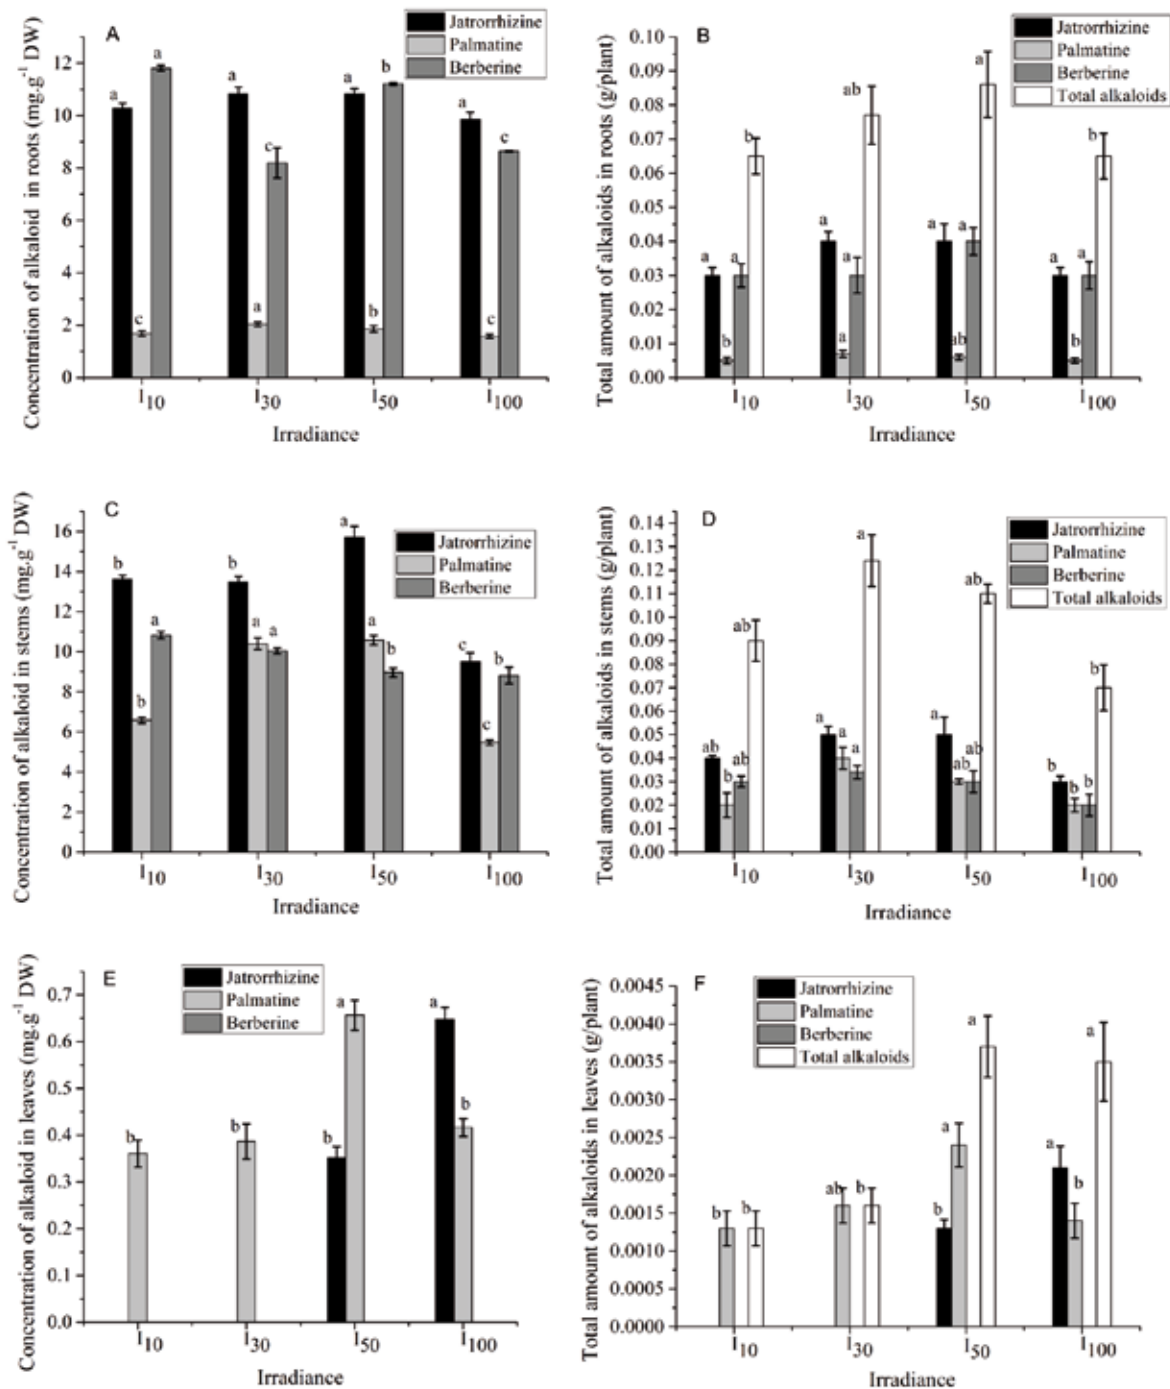 A
Jatrorrhizine
Palmatine
Berberine
Concentration of alkaloid in roots (mg.g⁻¹ DW)
12
10
8
6
4
2
0
a c a
a a c
a b b
a c c
I10 I30 I50 I100
Irradiance
B
Jatrorrhizine
Palmatine
Berberine
Total alkaloids
Total amount of alkaloids in roots (g/plant)
0.10
0.09
0.08
0.07
0.06
0.05
0.04
0.03
0.02
0.01
0.00
a b a b
a a a ab
a ab a a
a b a b
I10 I30 I50 I100
Irradiance
C
Jatrorrhizine
Palmatine
Berberine
Concentration of alkaloid in stems (mg.g⁻¹ DW)
16
14
12
10
8
6
4
2
0
b b a
b a a
a a b
c c b
I10 I30 I50 I100
Irradiance
D
Jatrorrhizine
Palmatine
Berberine
Total alkaloids
Total amount of alkaloids in stems (g/plant)
0.14
0.13
0.12
0.11
0.10
0.09
0.08
0.07
0.06
0.05
0.04
0.03
0.02
0.01
0.00
ab b ab ab
a a a a
a ab ab ab
b b b b
I10 I30 I50 I100
Irradiance
E
Jatrorrhizine
Palmatine
Berberine
Concentration of alkaloid in leaves (mg.g⁻¹ DW)
0.7
0.6
0.5
0.4
0.3
0.2
0.1
0.0
b
b
b a
a b
I10 I30 I50 I100
Irradiance
F
Jatrorrhizine
Palmatine
Berberine
Total alkaloids
Total amount of alkaloids in leaves (g/plant)
0.0045
0.0040
0.0035
0.0030
0.0025
0.0020
0.0015
0.0010
0.0005
0.0000
b b
ab b
b a a
a b a
I10 I30 I50 I100
Irradiance